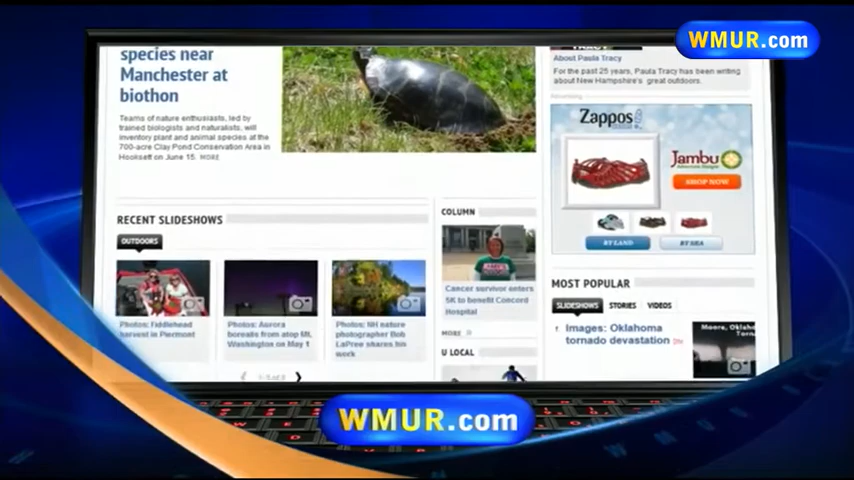 WMUR.com
species near
Manchester at
biothon
Teams of nature enthusiasts, led by
trained biologists and naturalists, will
inventory plant and animal species at the
700-acre Clay Pond Conservation Area in
Hooksett on June 15. MORE
About Paula Tracy
For the past 25 years, Paula Tracy has been writing
about New Hampshire's great outdoors.
Advertising
Zappos
Jambu
SHOP NOW
BY LAND
BY SEA
RECENT SLIDESHOWS
OUTDOORS
Photos: Fiddlehead
harvest in Piermont
Photos: Aurora
borealis from atop Mt.
Washington on May 1
Photos: NH nature
photographer Bob
LaPree shares his
work
COLUMN
Cancer survivor enters
5K to benefit Concord
Hospital
MORE »
U LOCAL
MOST POPULAR
SLIDESHOWS STORIES VIDEOS
1. Images: Oklahoma
tornado devastation
Moore, Oklaho
Torna
WMUR.com